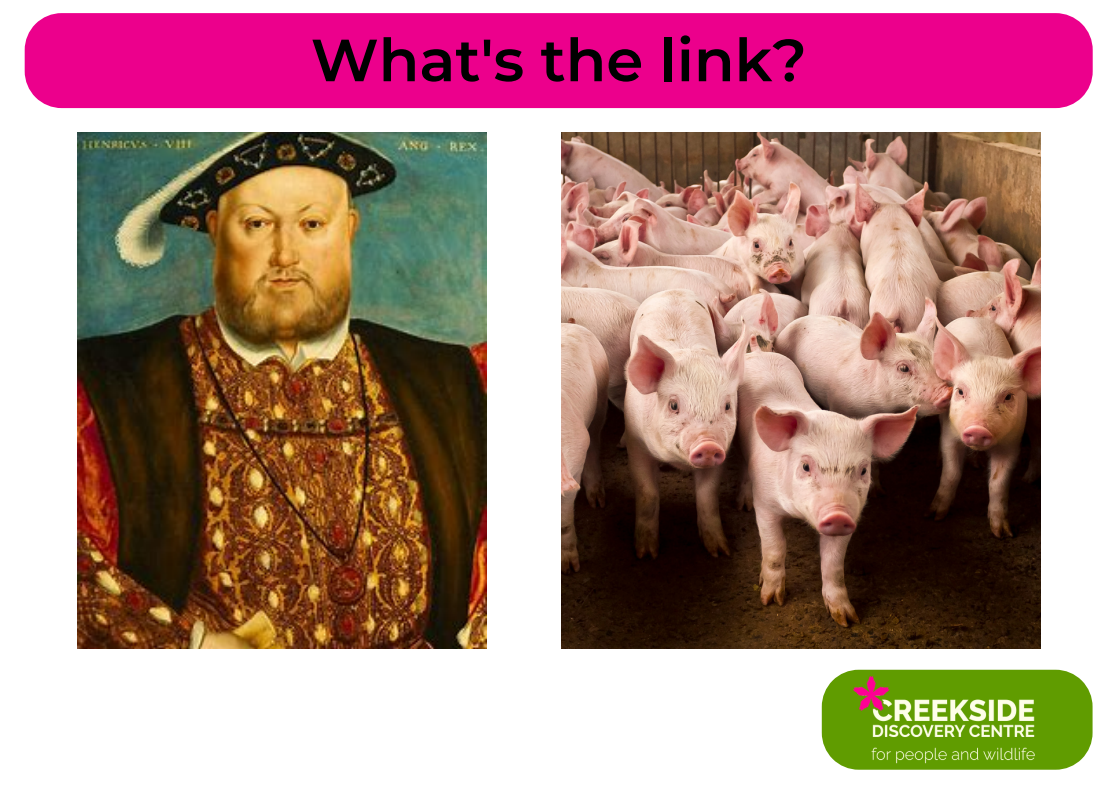 What's the link?
HENRICVS · VIII
ANG · REX ·
CREEKSIDE
DISCOVERY CENTRE
for people and wildlife